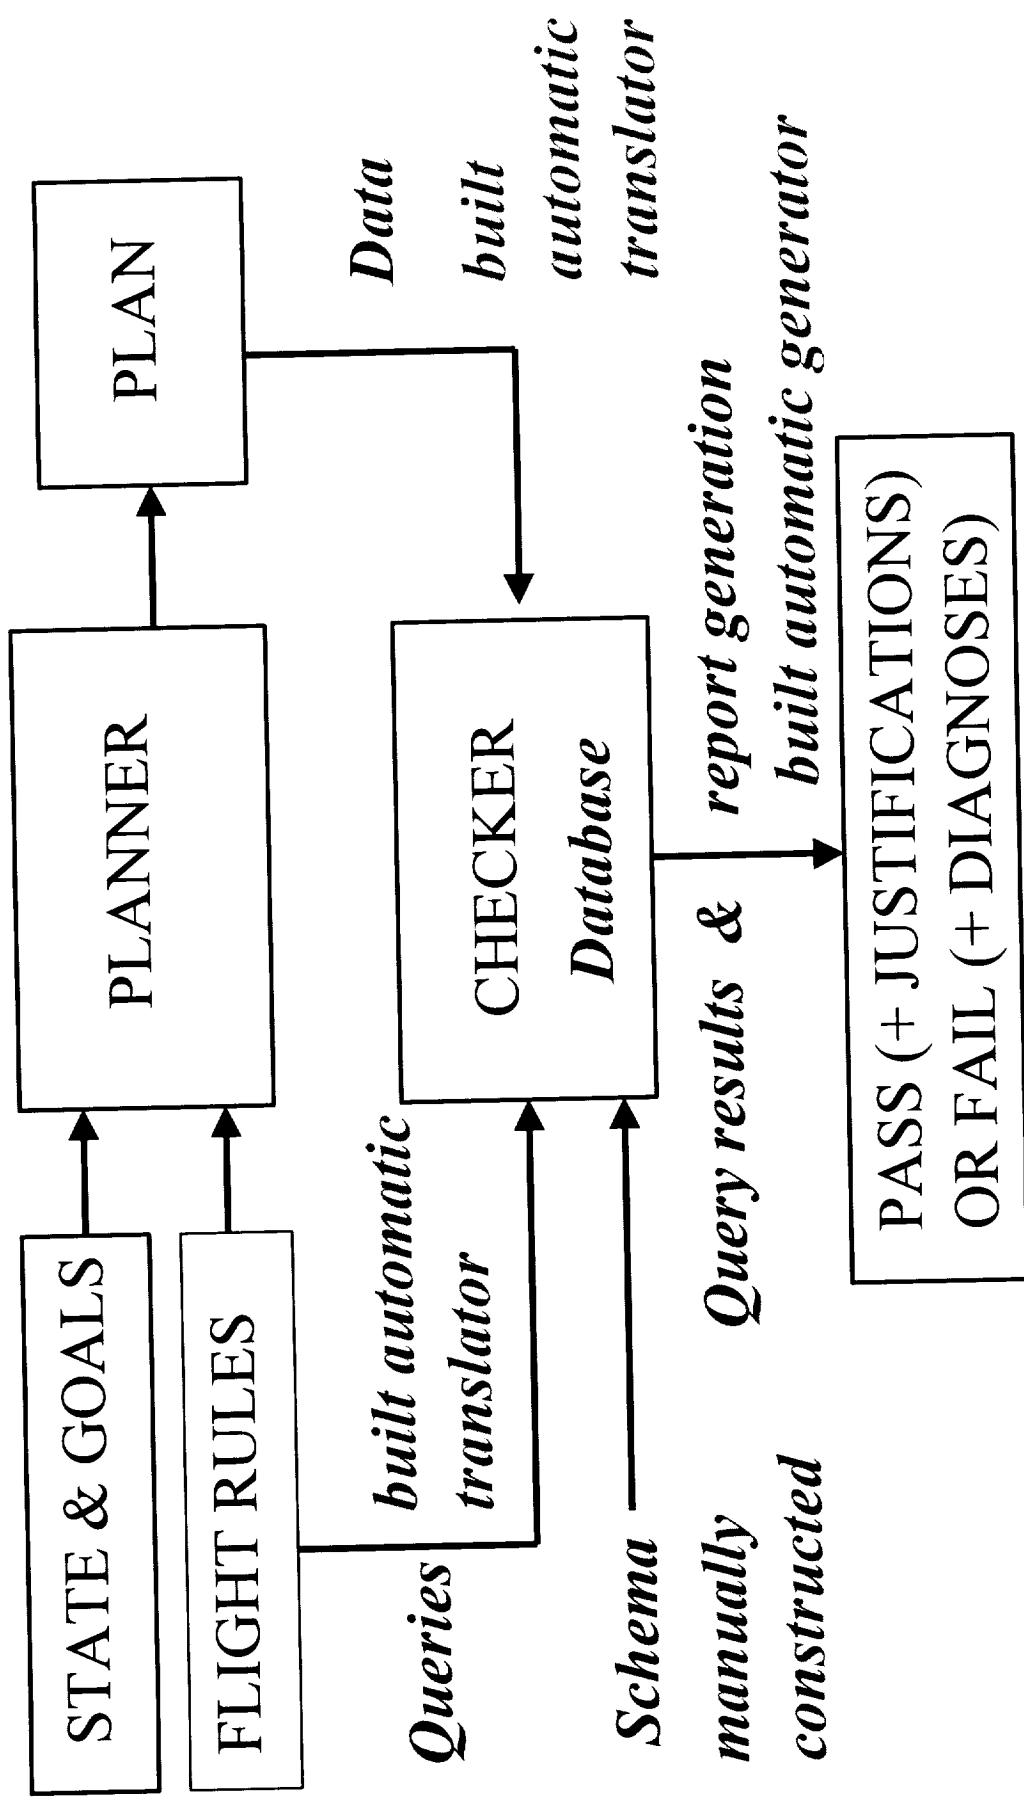 STATE & GOALS
FLIGHT RULES
PLANNER
PLAN
Queries
built automatic
translator
Schema
manually
constructed
CHECKER
Database
Data
built
automatic
translator
Query results & report generation
built automatic generator
PASS (+ JUSTIFICATIONS)
OR FAIL (+ DIAGNOSES)